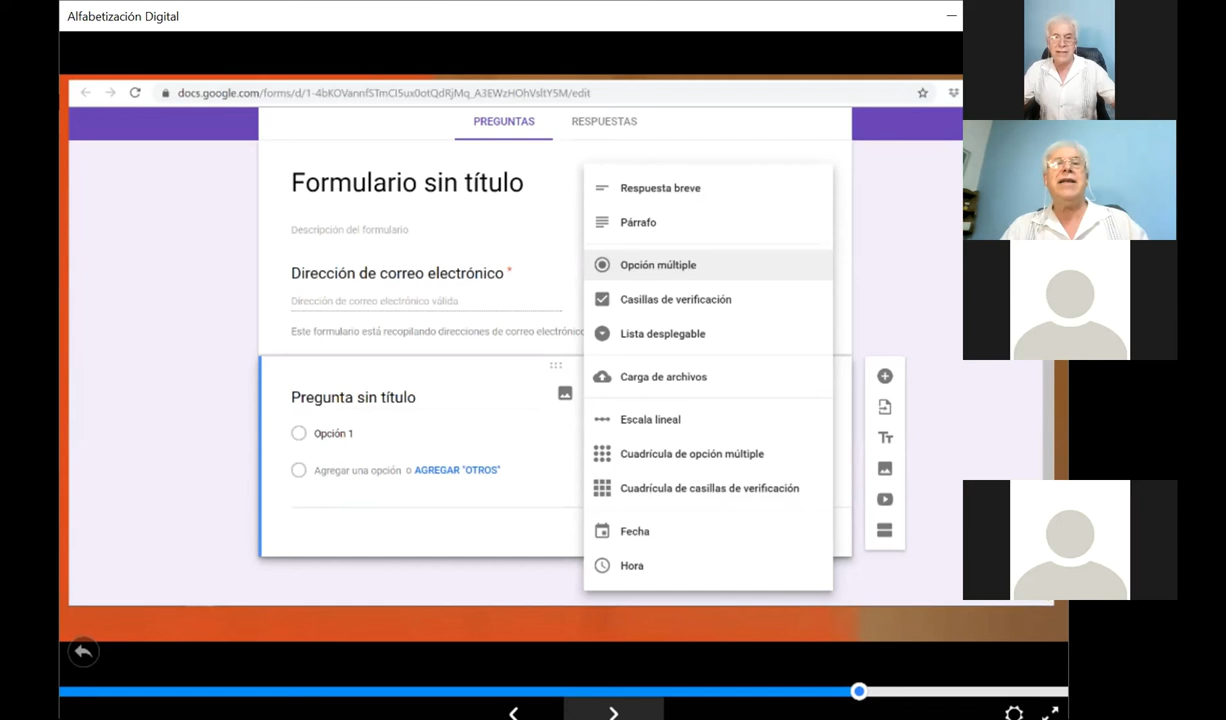 Alfabetización Digital
docs.google.com/forms/d/1-4bKOVannfSTmCI5ux0otQdRjMq_A3EWzHOhVsltY5M/edit
PREGUNTAS RESPUESTAS
Formulario sin título
Descripción del formulario
Dirección de correo electrónico *
Dirección de correo electrónico válida
Este formulario está recopilando direcciones de correo electrónico
Pregunta sin título
Opción 1
Agregar una opción o AGREGAR "OTROS"
Respuesta breve
Párrafo
Opción múltiple
Casillas de verificación
Lista desplegable
Carga de archivos
Escala lineal
Cuadrícula de opción múltiple
Cuadrícula de casillas de verificación
Fecha
Hora
Tт